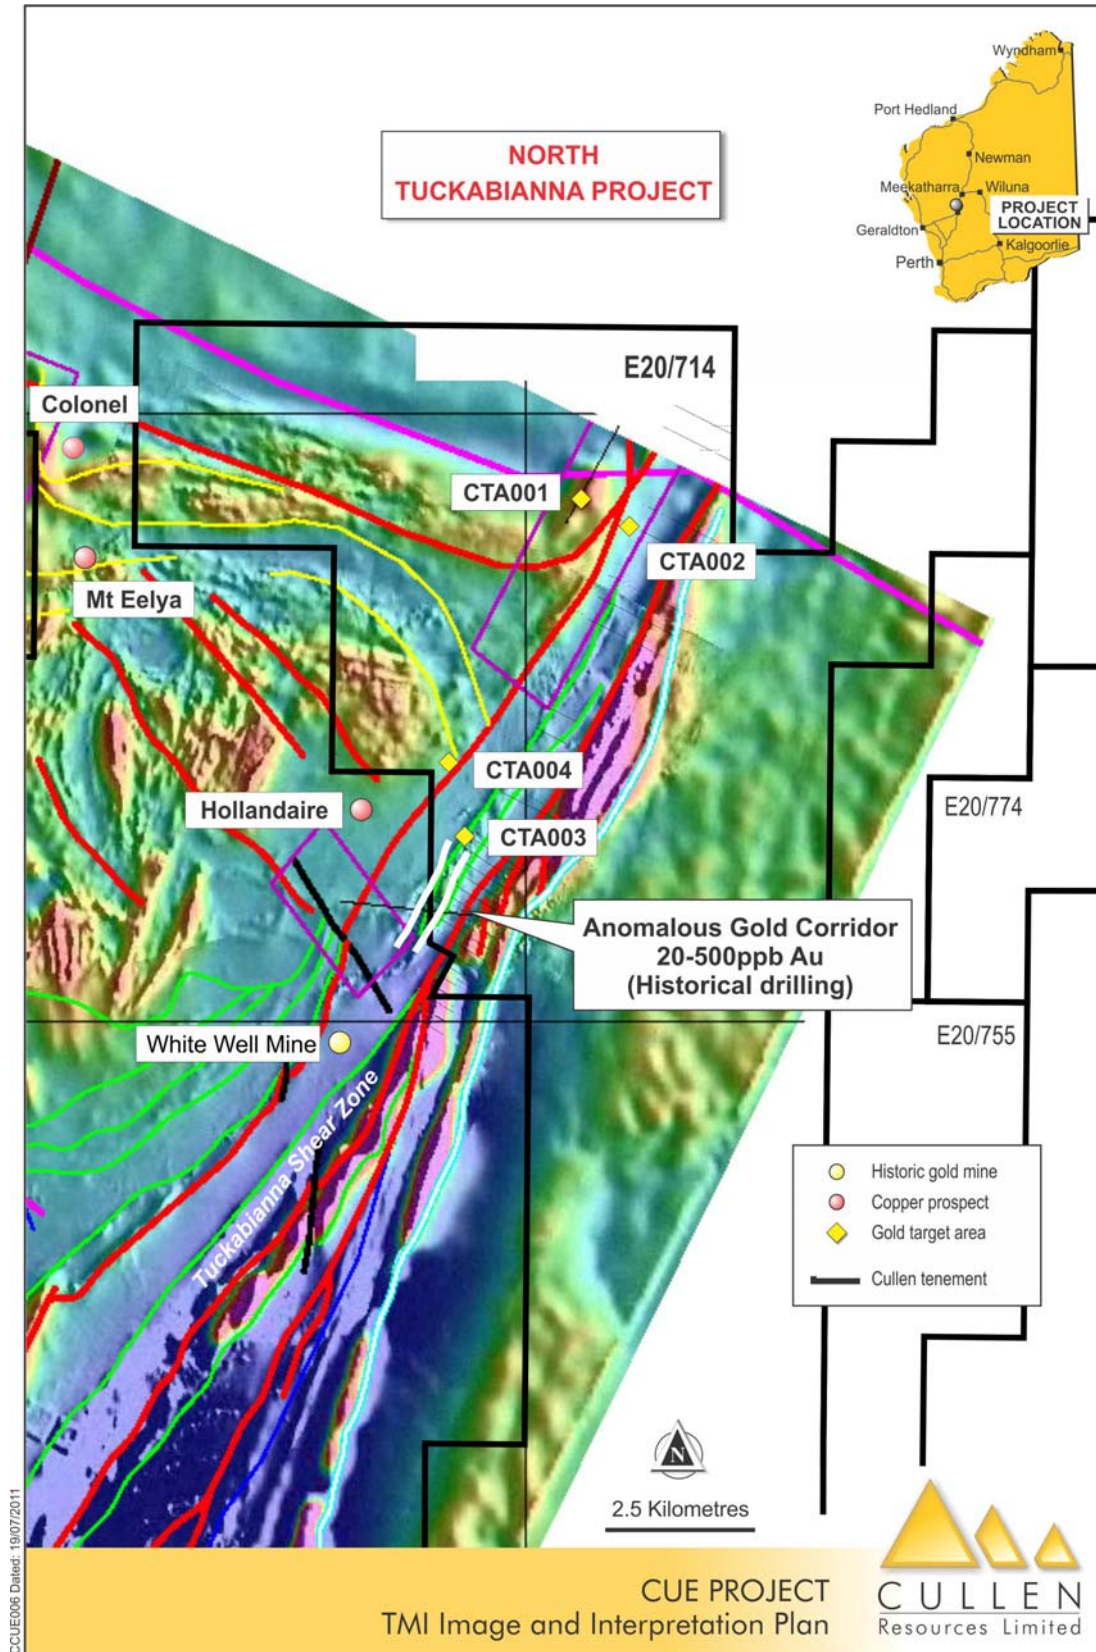 NORTH
TUCKABIANNA PROJECT
Wyndham
Port Hedland
Newman
Meekatharra
Wiluna
PROJECT
LOCATION
Geraldton
Kalgoorlie
Perth
E20/714
Colonel
CTA001
CTA002
Mt Eelya
CTA004
Hollandaire
E20/774
CTA003
Anomalous Gold Corridor
20-500ppb Au
(Historical drilling)
E20/755
White Well Mine
Tuckabianna Shear Zone
Historic gold mine
Copper prospect
Gold target area
Cullen tenement
N
2.5 Kilometres
CCUE006 Dated: 19/07/2011
CUE PROJECT
TMI Image and Interpretation Plan
CULLEN
Resources Limited